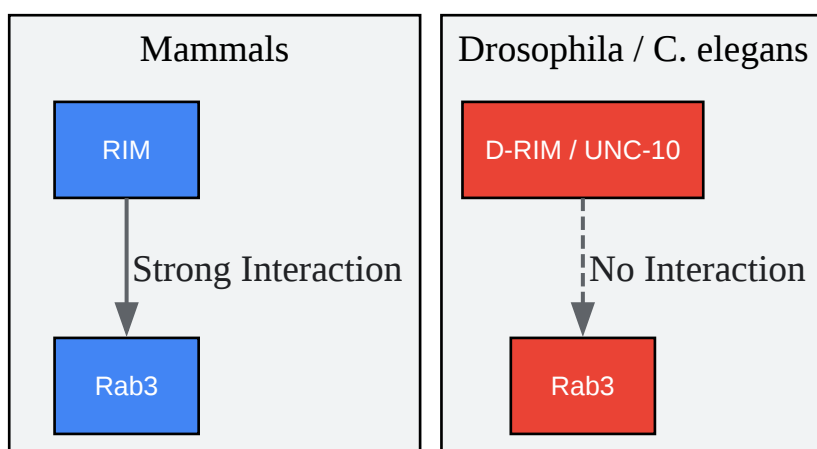 Mammals
RIM
Strong Interaction
Rab3
Drosophila / C. elegans
D-RIM / UNC-10
No Interaction
Rab3